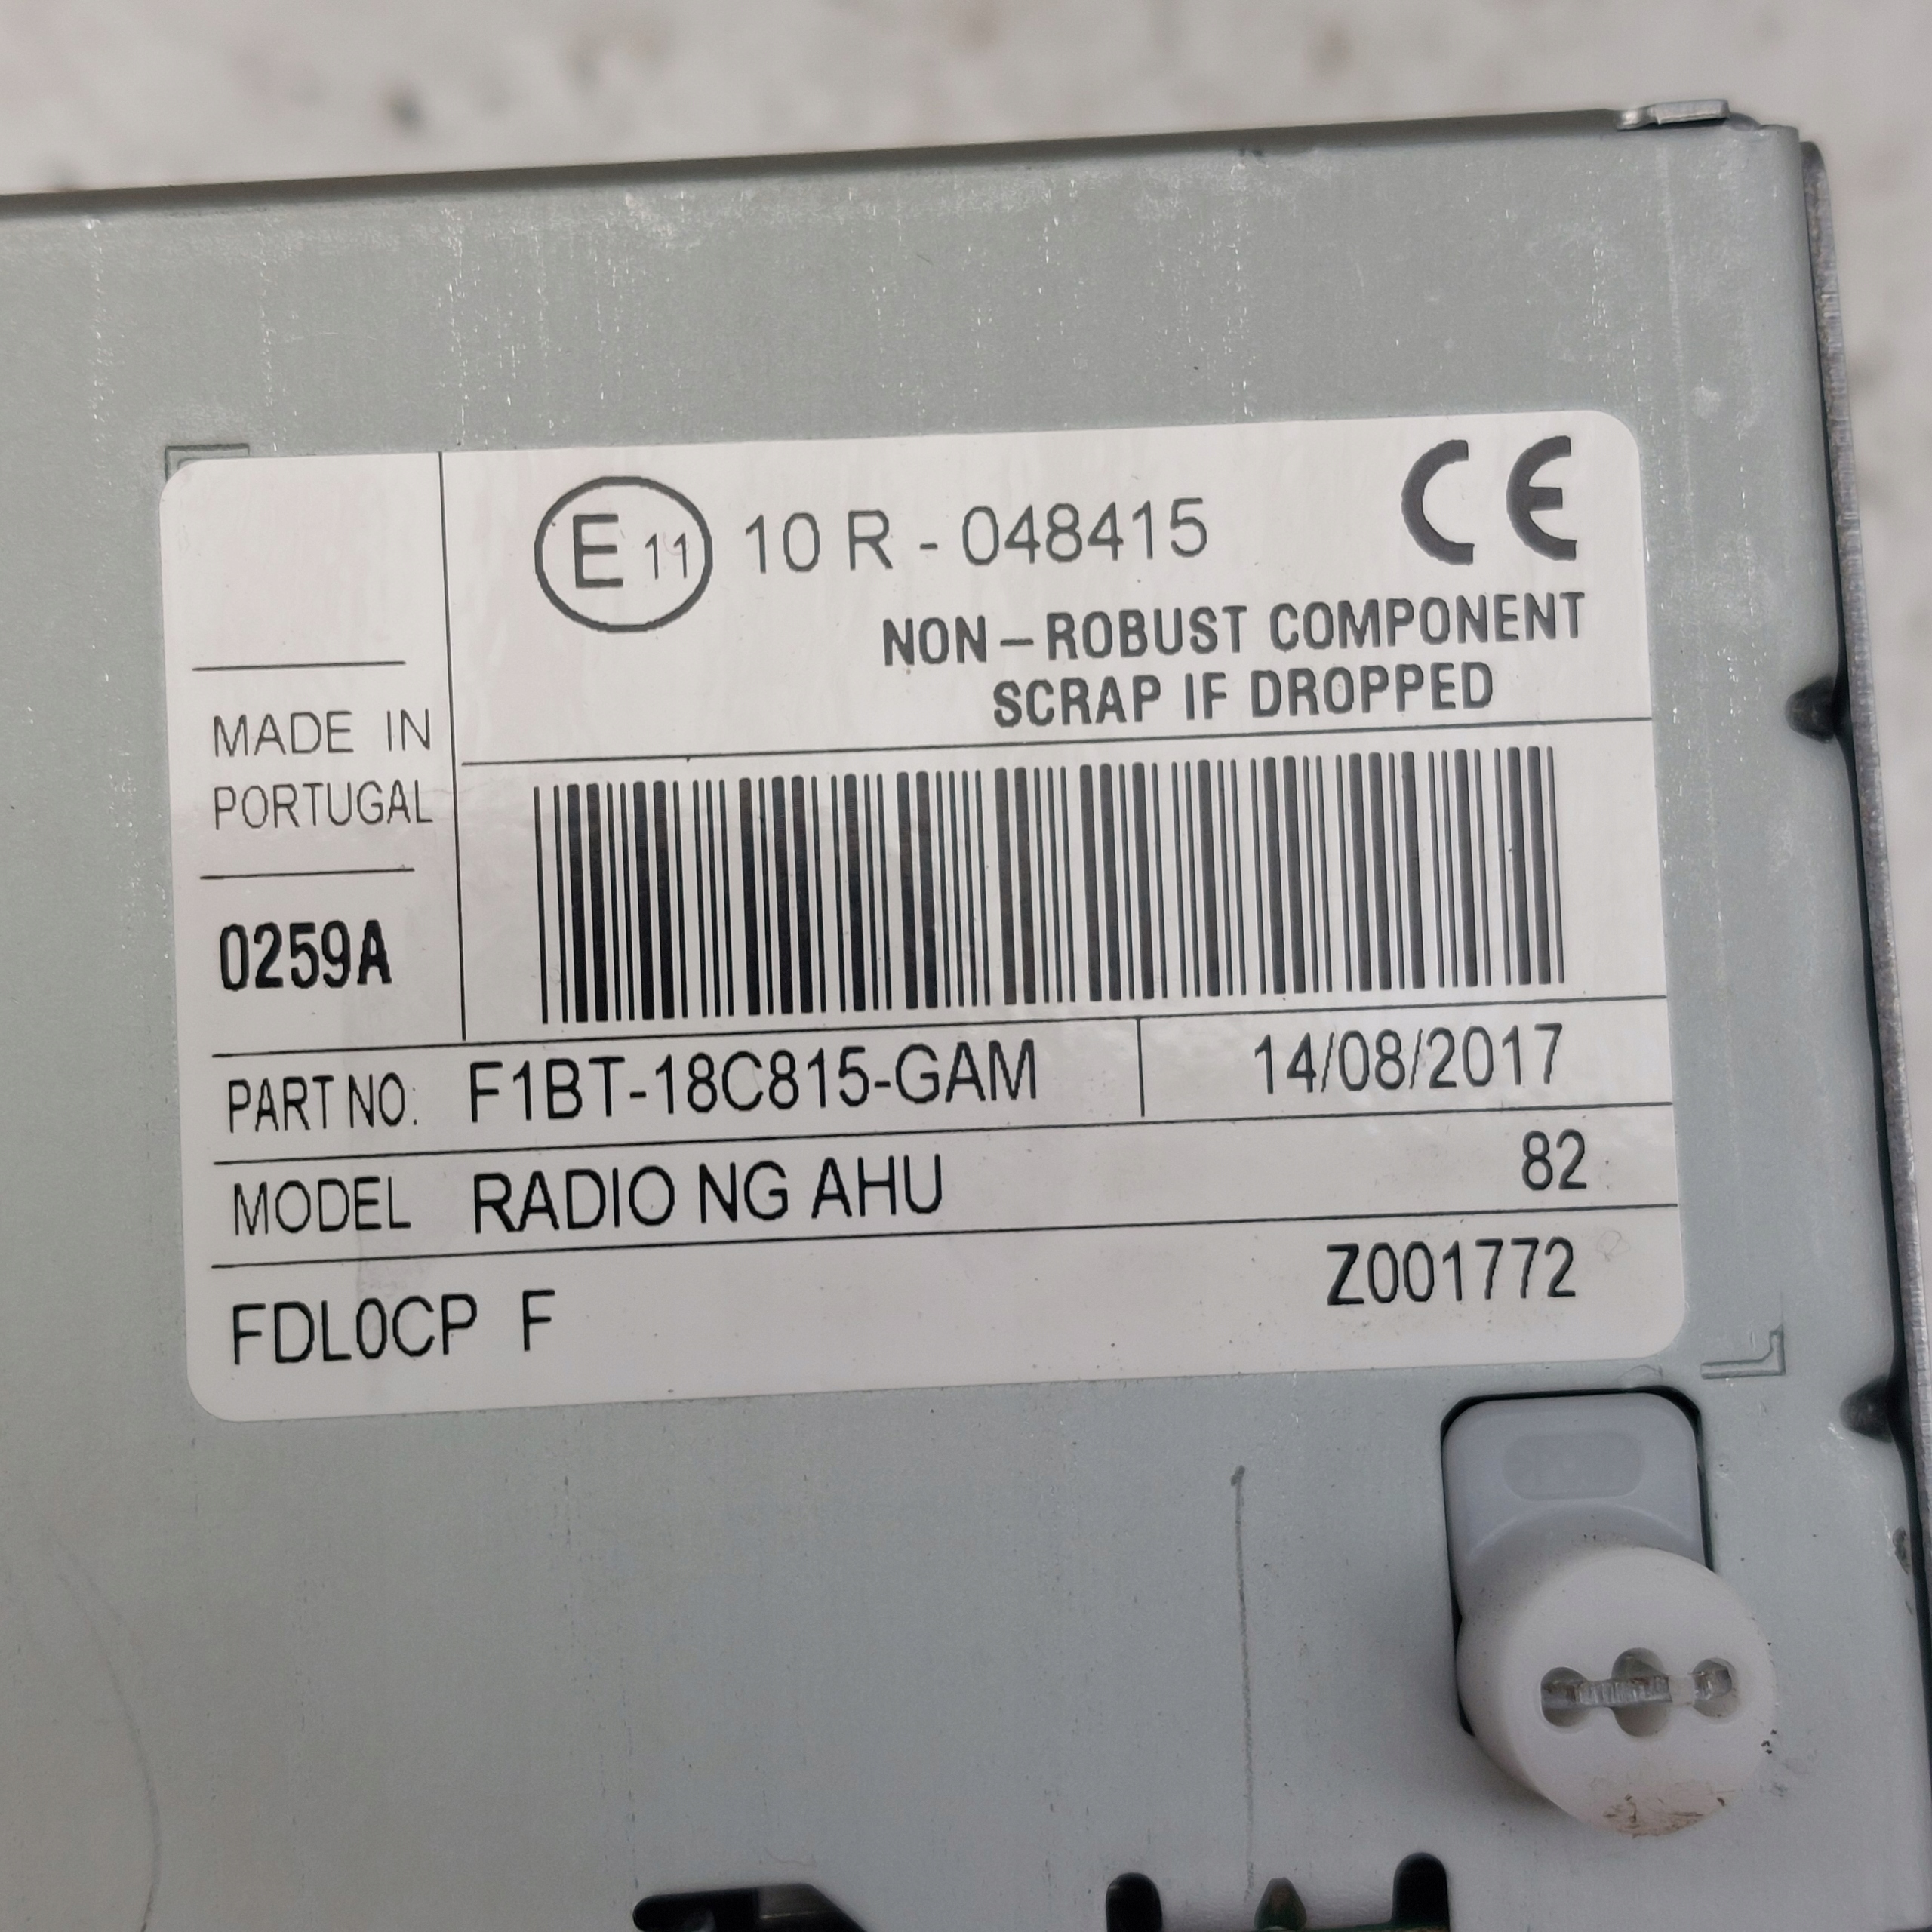 E 11 10 R - 048415 CE
NON-ROBUST COMPONENT
SCRAP IF DROPPED
MADE IN
PORTUGAL
0259A
PART NO: F1BT-18C815-GAM 14/08/2017
MODEL RADIO NG AHU 82
FDL0CP F Z001772